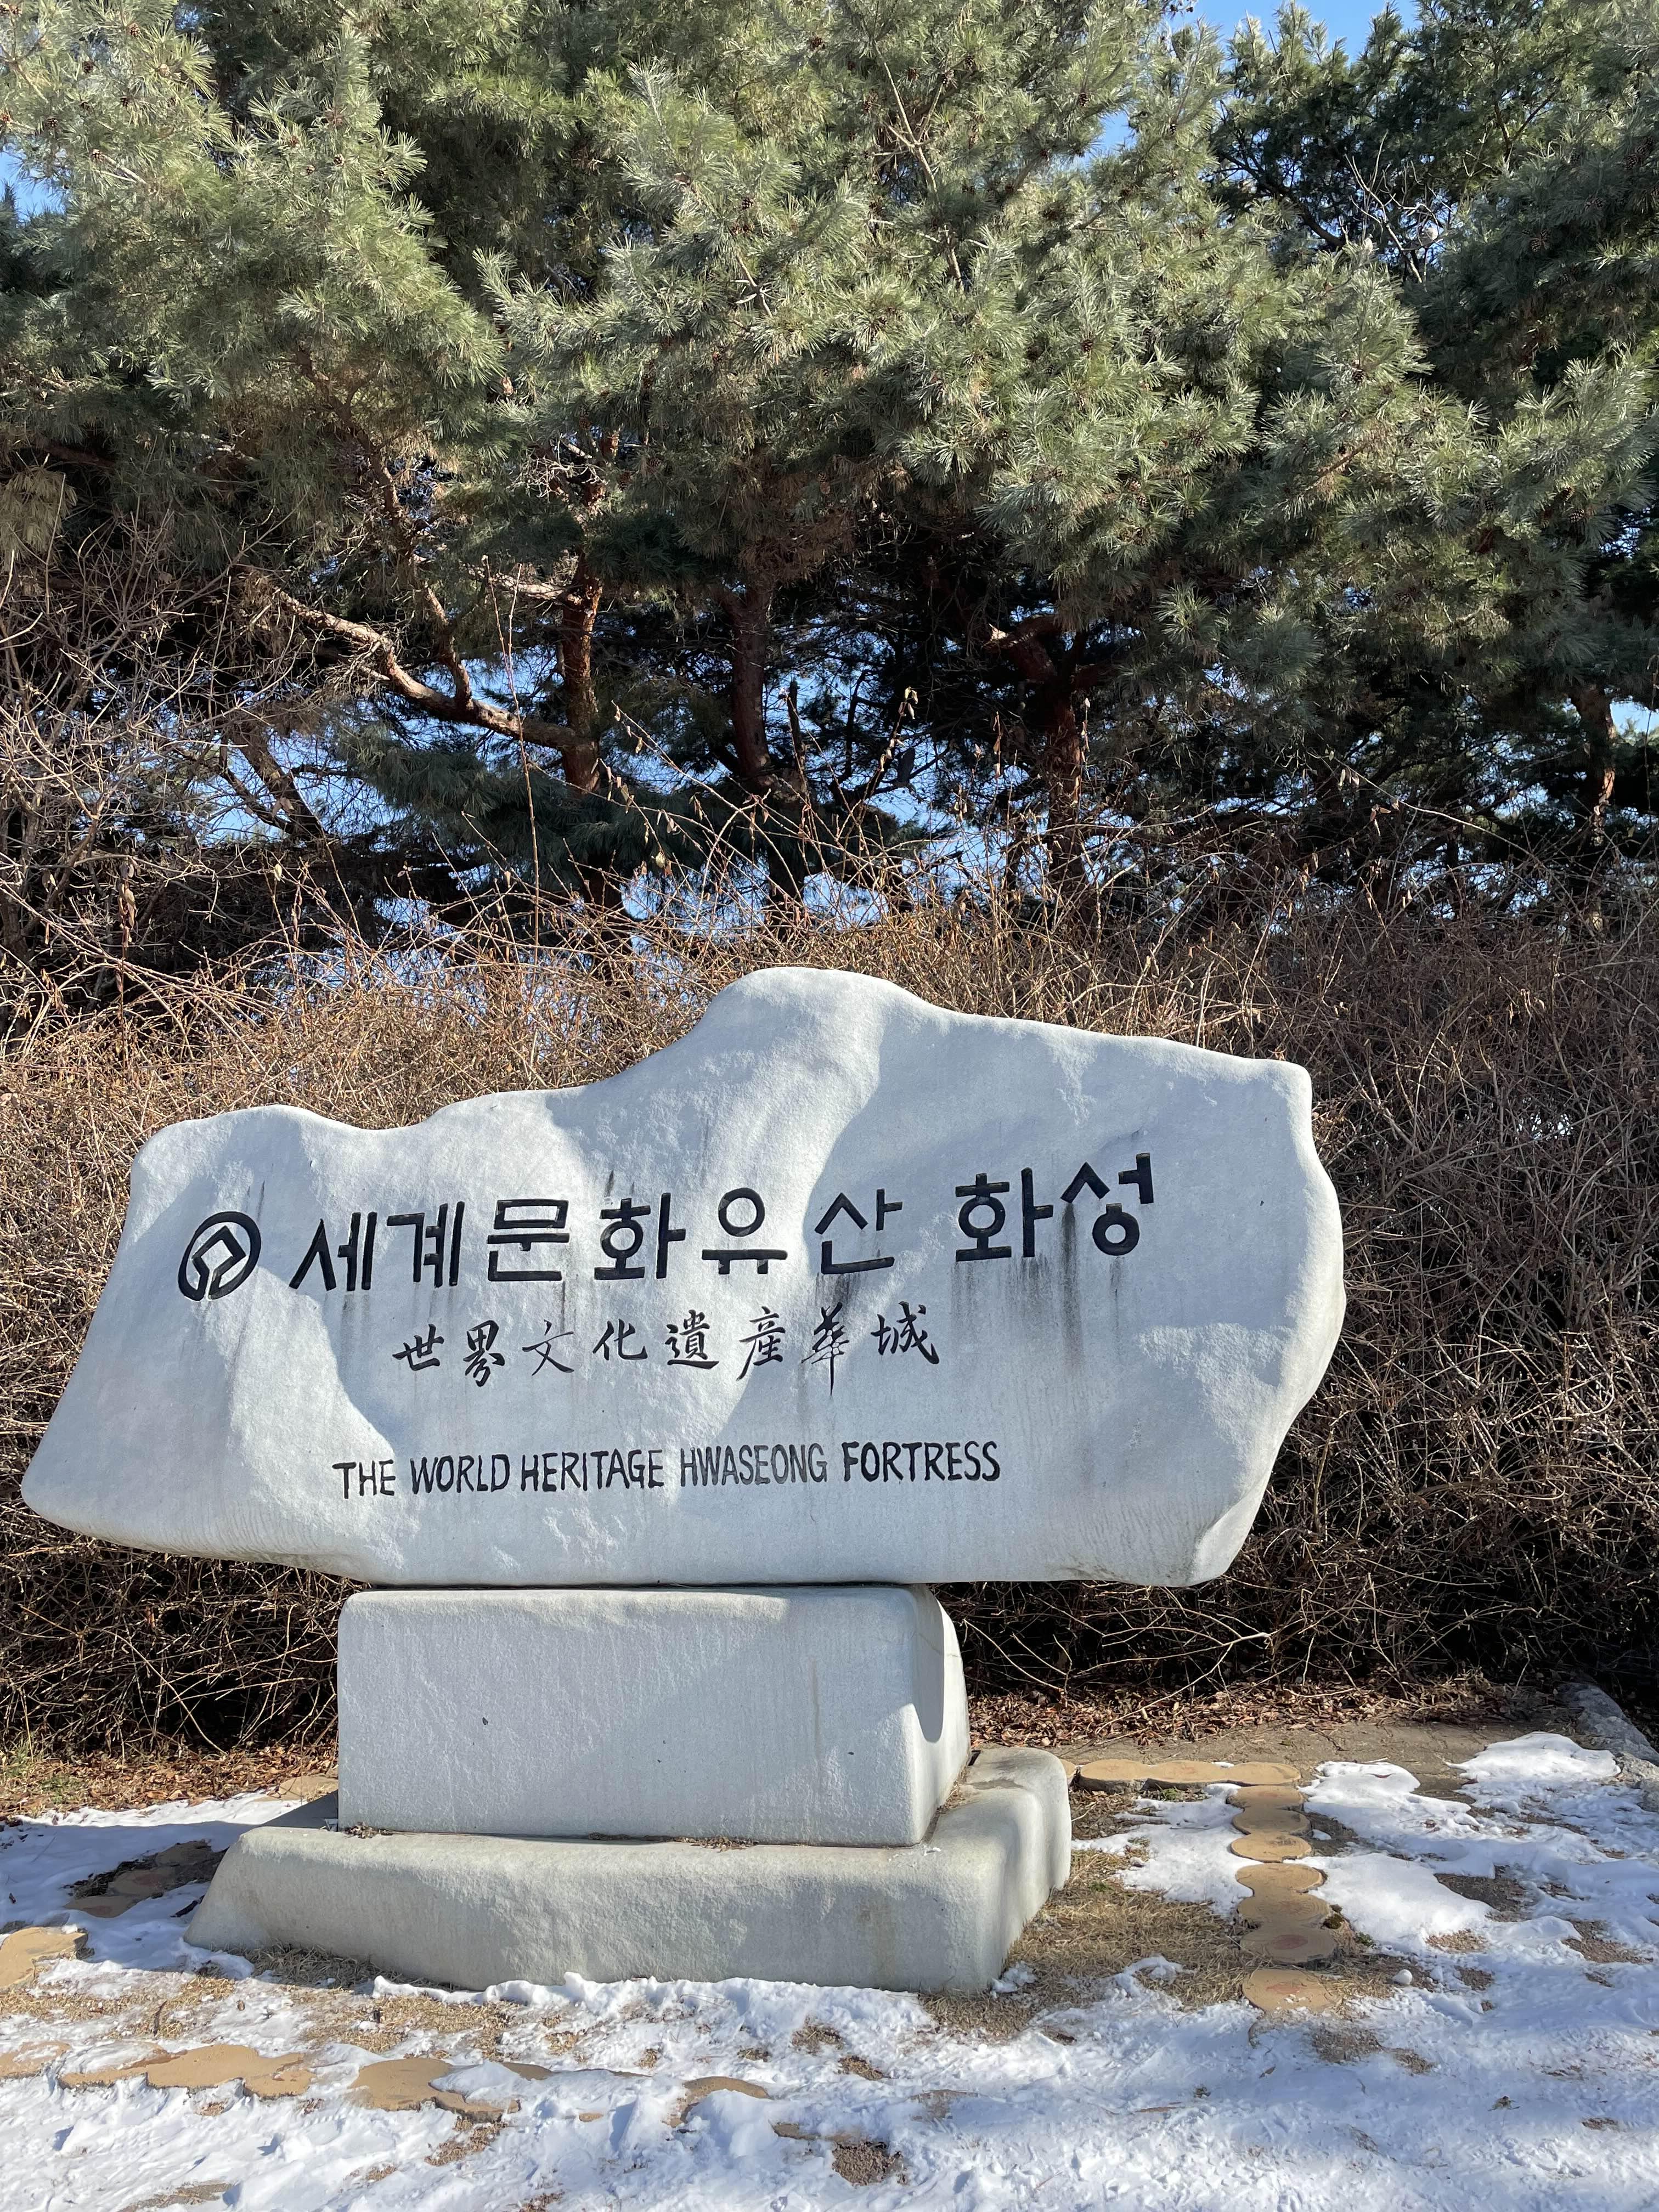 세계문화유산 화성
世界文化遺産華城
THE WORLD HERITAGE HWASEONG FORTRESS